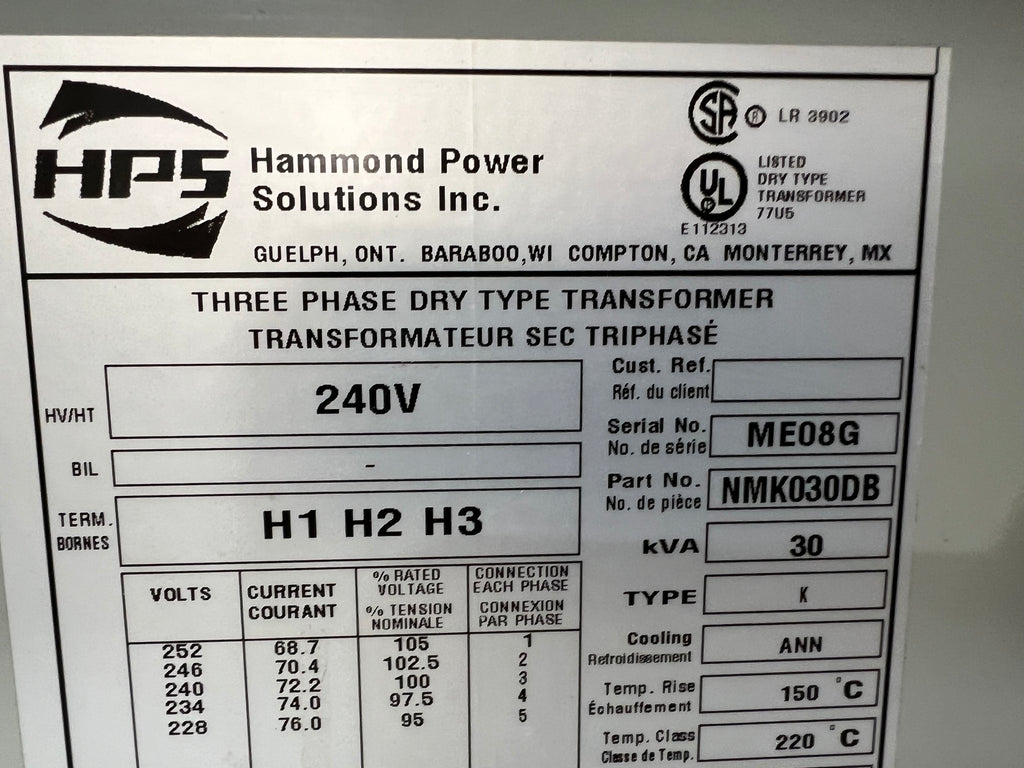 HPS
Hammond Power
Solutions Inc.
GUELPH, ONT. BARABOO,WI COMPTON, CA MONTERREY, MX
SA ® LR 3902
UL
E112313
LISTED
DRY TYPE
TRANSFORMER
77U5
THREE PHASE DRY TYPE TRANSFORMER
TRANSFORMATEUR SEC TRIPHASÉ
HV/HT 240V
BIL -
TERM. BORNES H1 H2 H3
VOLTS
CURRENT
COURANT
% RATED
VOLTAGE
% TENSION
NOMINALE
CONNECTION
EACH PHASE
CONNEXION
PAR PHASE
252 68.7 105 1
246 70.4 102.5 2
240 72.2 100 3
234 74.0 97.5 4
228 76.0 95 5
Cust. Ref.
Réf. du client
Serial No.
No. de série
ME08G
Part No.
No. de pièce
NMK030DB
kVA 30
TYPE K
Cooling
Refroidissement
ANN
Temp. Rise
Échauffement
150 °C
Temp. Class
Classe de Temp.
220 °C